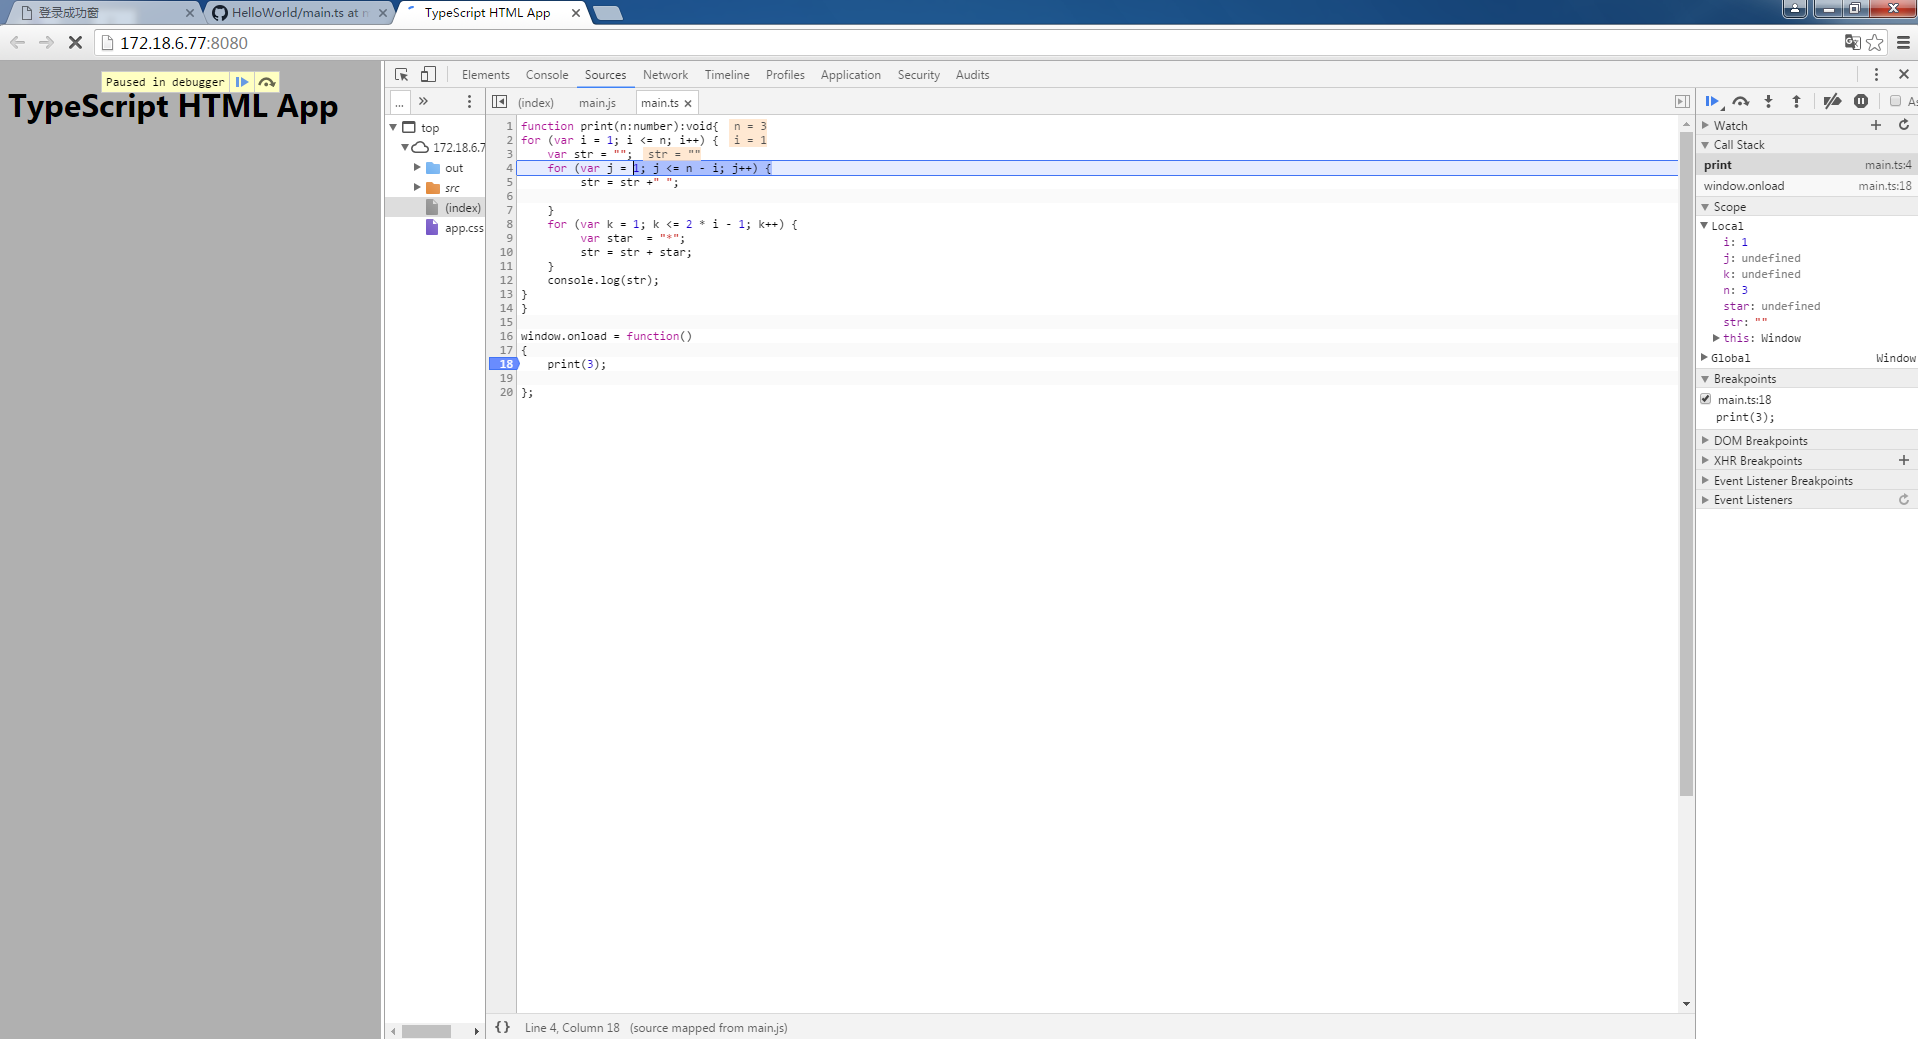 登录成功窗
HelloWorld/main.ts at
TypeScript HTML App
172.18.6.77:8080
Paused in debugger
TypeScript HTML App
Elements Console Sources Network Timeline Profiles Application Security Audits
...
(index) main.js main.ts
top
172.18.6.7
out
src
(index)
app.css
1 function print(n:number):void{ n = 3
2 for (var i = 1; i <= n; i++) { i = 1
3 var str = ""; str = ""
4 for (var j = 1; j <= n - i; j++) {
5 str = str +" ";
6
7 }
8 for (var k = 1; k <= 2 * i - 1; k++) {
9 var star = "*";
10 str = str + star;
11 }
12 console.log(str);
13 }
14 }
15
16 window.onload = function()
17 {
18 print(3);
19
20 };
{} Line 4, Column 18 (source mapped from main.js)
As
Watch
Call Stack
print main.ts:4
window.onload main.ts:18
Scope
Local
i: 1
j: undefined
k: undefined
n: 3
star: undefined
str: ""
this: Window
Global Window
Breakpoints
main.ts:18
print(3);
DOM Breakpoints
XHR Breakpoints
Event Listener Breakpoints
Event Listeners